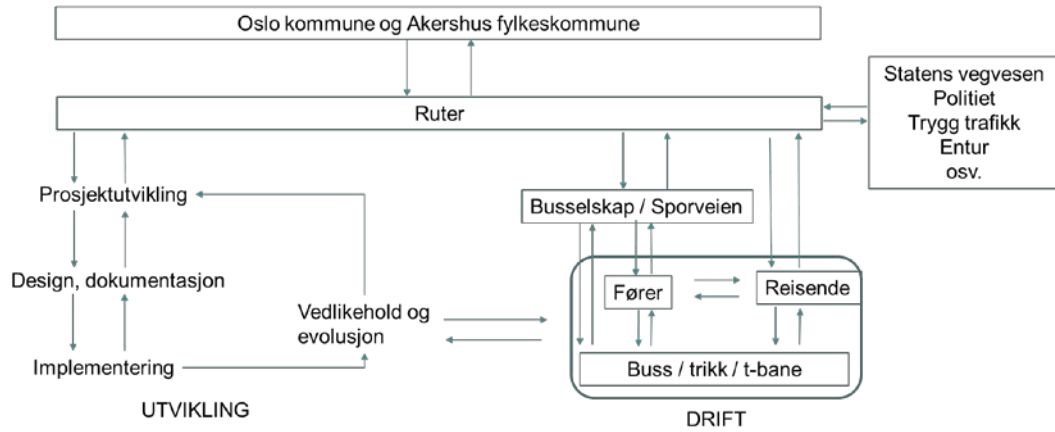 Oslo kommune og Akershus fylkeskommune
Statens vegvesen
Politiet
Trygg trafikk
Entur
osv.
Ruter
Prosjektutvikling
Busselskap / Sporveien
Design, dokumentasjon
Fører
Reisende
Vedlikehold og
evolusjon
Implementering
Buss / trikk / t-bane
UTVIKLING
DRIFT